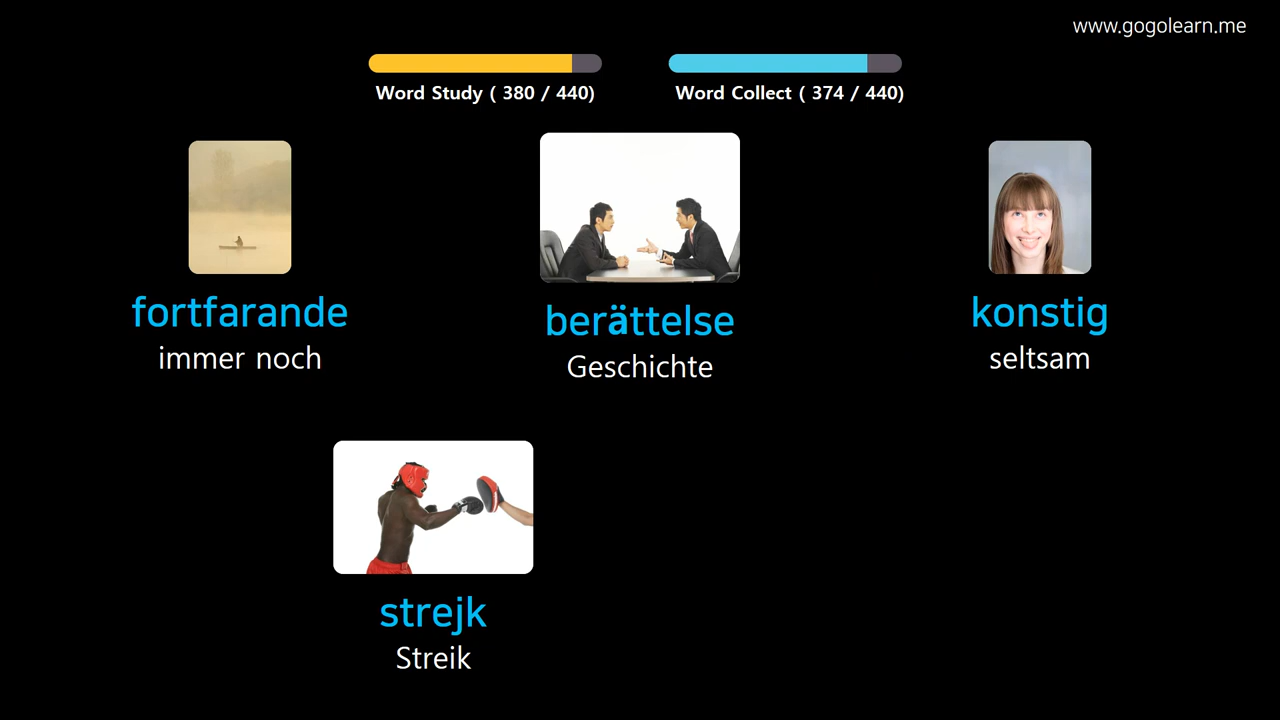 www.gogolearn.me
Word Study ( 380 / 440)
Word Collect ( 374 / 440)
fortfarande
immer noch
berättelse
Geschichte
konstig
seltsam
strejk
Streik